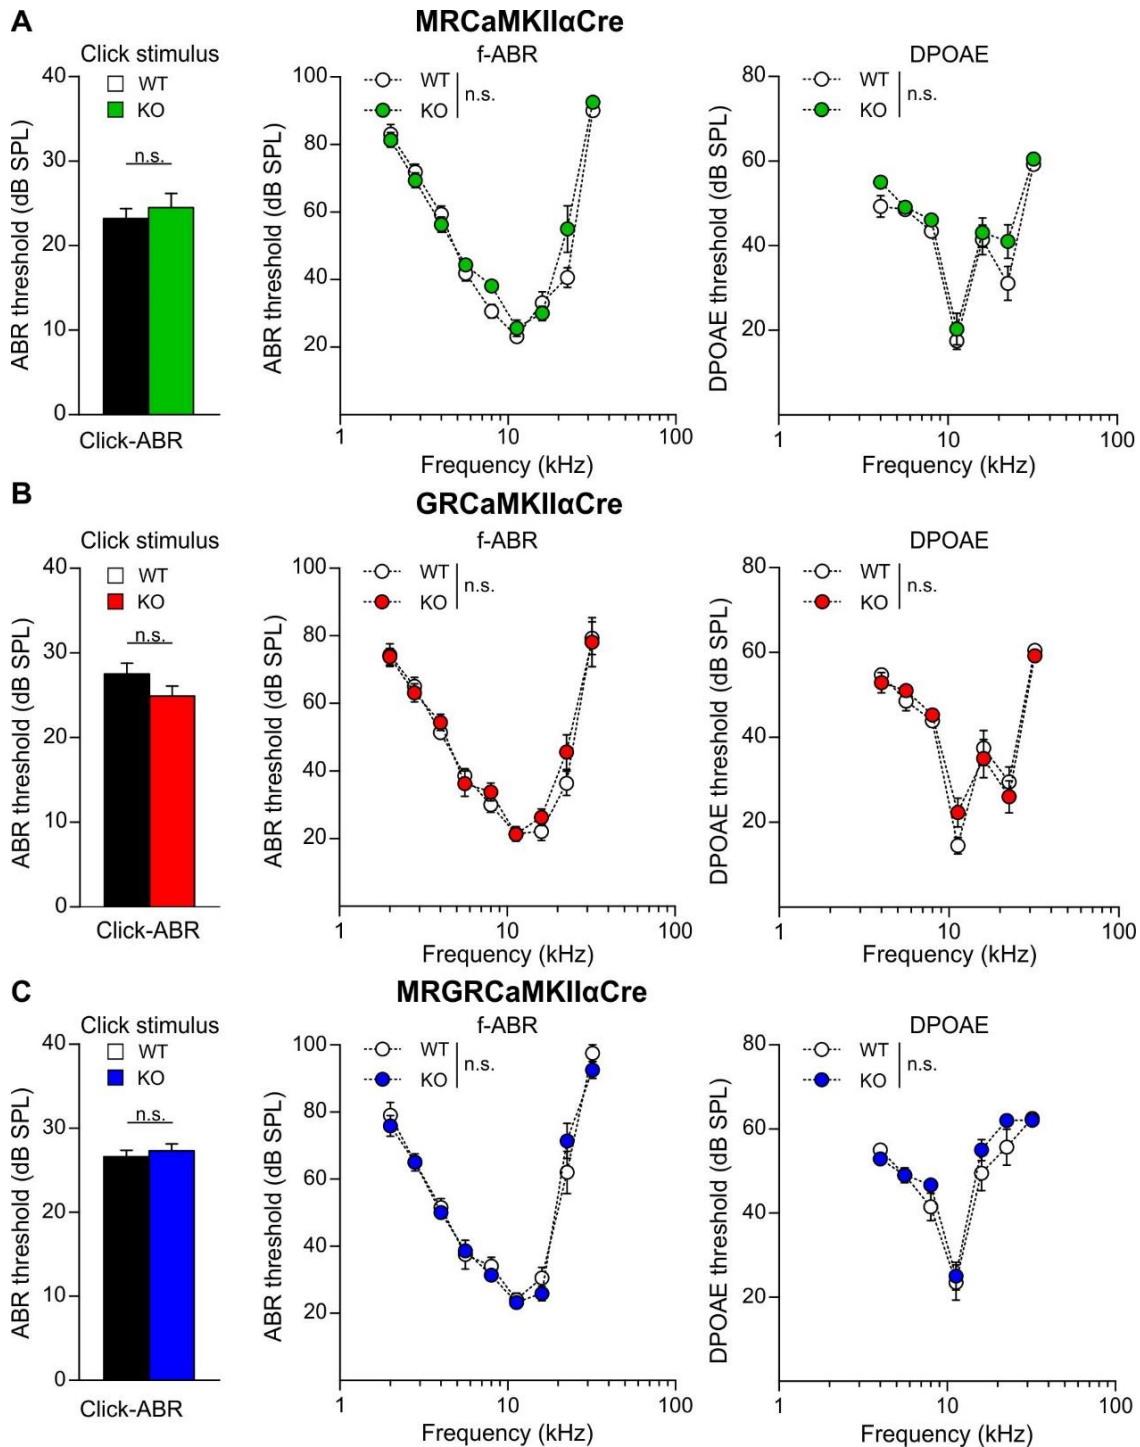 A
MRCaMKIIαCre
Click stimulus
WT
KO
n.s.
40
30
20
10
0
ABR threshold (dB SPL)
Click-ABR
f-ABR
WT
KO
n.s.
100
80
60
40
20
ABR threshold (dB SPL)
1
10
100
Frequency (kHz)
DPOAE
WT
KO
n.s.
80
60
40
20
DPOAE threshold (dB SPL)
1
10
100
Frequency (kHz)
B
GRCaMKIIαCre
Click stimulus
WT
KO
n.s.
40
30
20
10
0
ABR threshold (dB SPL)
Click-ABR
f-ABR
WT
KO
n.s.
100
80
60
40
20
ABR threshold (dB SPL)
1
10
100
Frequency (kHz)
DPOAE
WT
KO
n.s.
80
60
40
20
DPOAE threshold (dB SPL)
1
10
100
Frequency (kHz)
C
MRGRCaMKIIαCre
Click stimulus
WT
KO
n.s.
40
30
20
10
0
ABR threshold (dB SPL)
Click-ABR
f-ABR
WT
KO
n.s.
100
80
60
40
20
ABR threshold (dB SPL)
1
10
100
Frequency (kHz)
DPOAE
WT
KO
n.s.
80
60
40
20
DPOAE threshold (dB SPL)
1
10
100
Frequency (kHz)